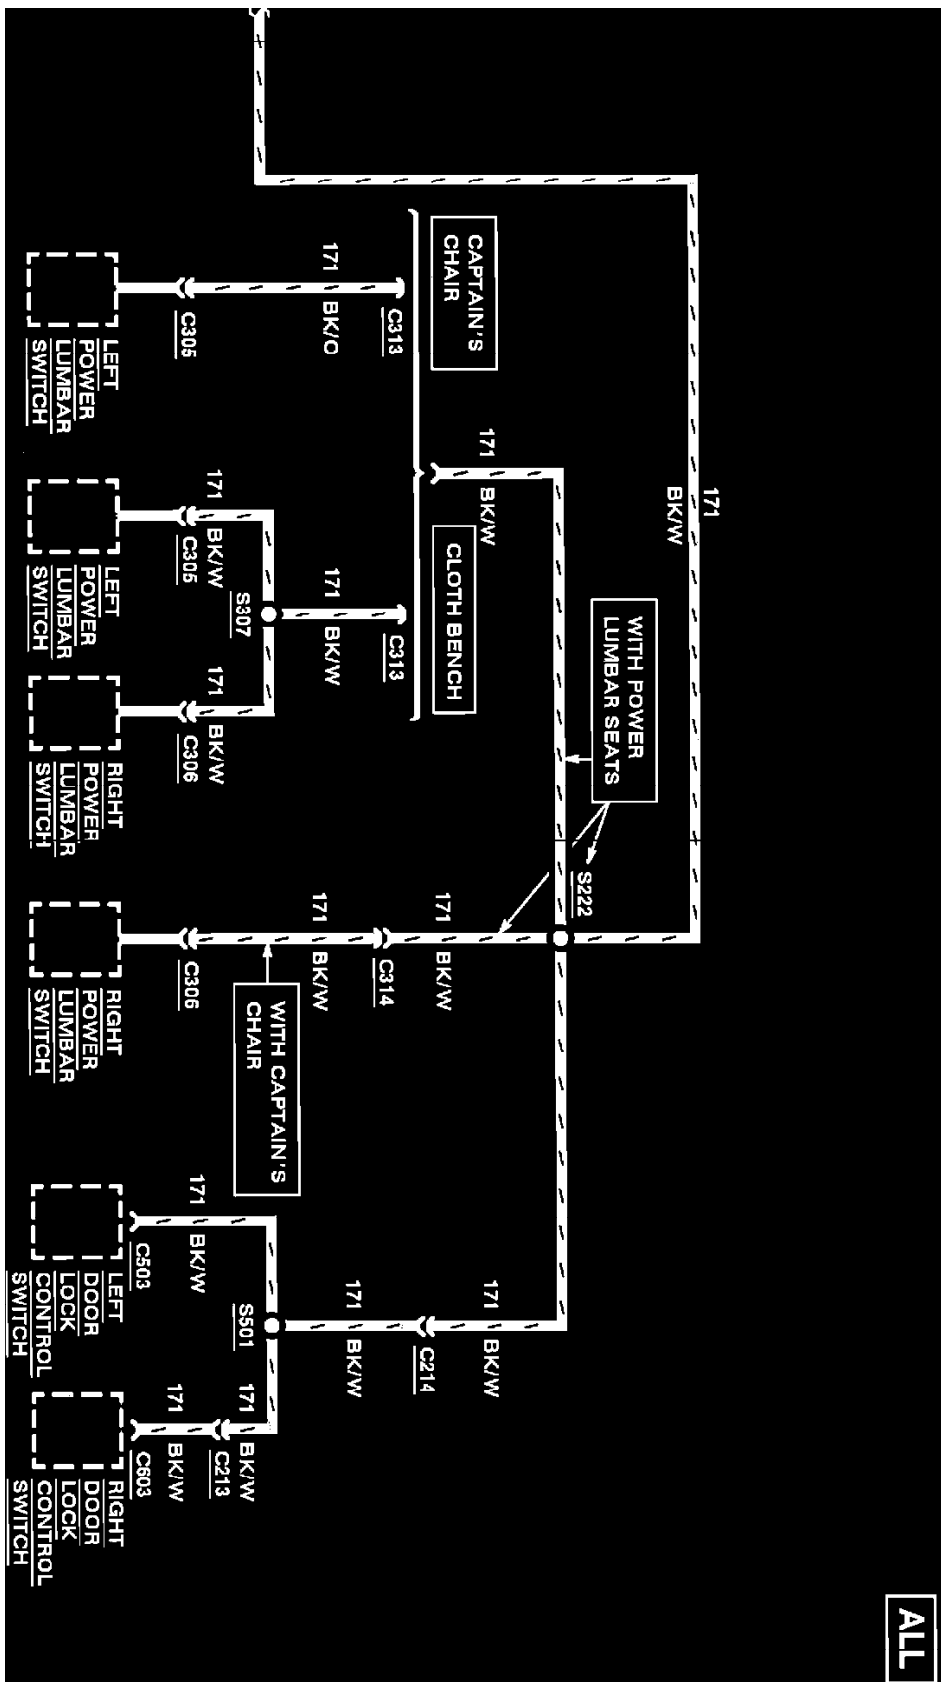 ALL
171
BK/W
WITH POWER
LUMBAR SEATS
S222
CAPTAIN'S
CHAIR
171
BK/W
CLOTH BENCH
171
BK/O
C313
171
BK/W
C313
C305
171
BK/W
C305
S307
171
BK/W
C306
171
BK/W
C314
171
BK/W
C306
WITH CAPTAIN'S
CHAIR
171
BK/W
C214
171
BK/W
S501
171
BK/W
C503
171
BK/W
C213
171
BK/W
C603
LEFT
POWER
LUMBAR
SWITCH
LEFT
POWER
LUMBAR
SWITCH
RIGHT
POWER
LUMBAR
SWITCH
RIGHT
POWER
LUMBAR
SWITCH
LEFT
DOOR
LOCK
CONTROL
SWITCH
RIGHT
DOOR
LOCK
CONTROL
SWITCH